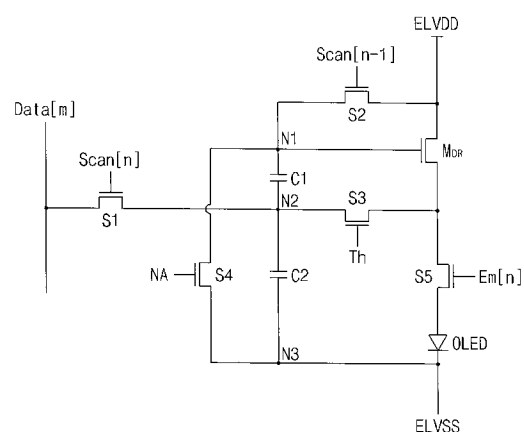 ELVDD
Scan[n-1]
Data[m]
S2
Scan[n]
N1
MDR
C1
N2
S3
S1
Th
NA
S4
C2
S5
Em[n]
OLED
N3
ELVSS